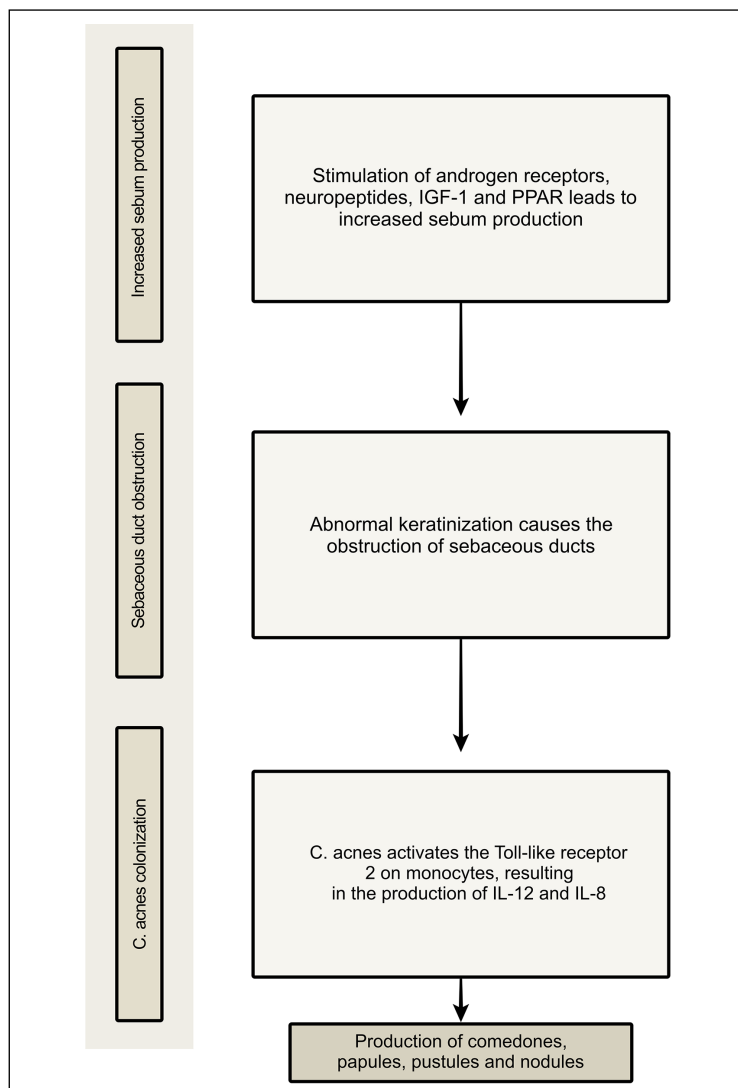 Increased sebum production
Stimulation of androgen receptors,
neuropeptides, IGF-1 and PPAR leads to
increased sebum production
Sebaceous duct obstruction
Abnormal keratinization causes the
obstruction of sebaceous ducts
C. acnes colonization
C. acnes activates the Toll-like receptor
2 on monocytes, resulting
in the production of IL-12 and IL-8
Production of comedones,
papules, pustules and nodules